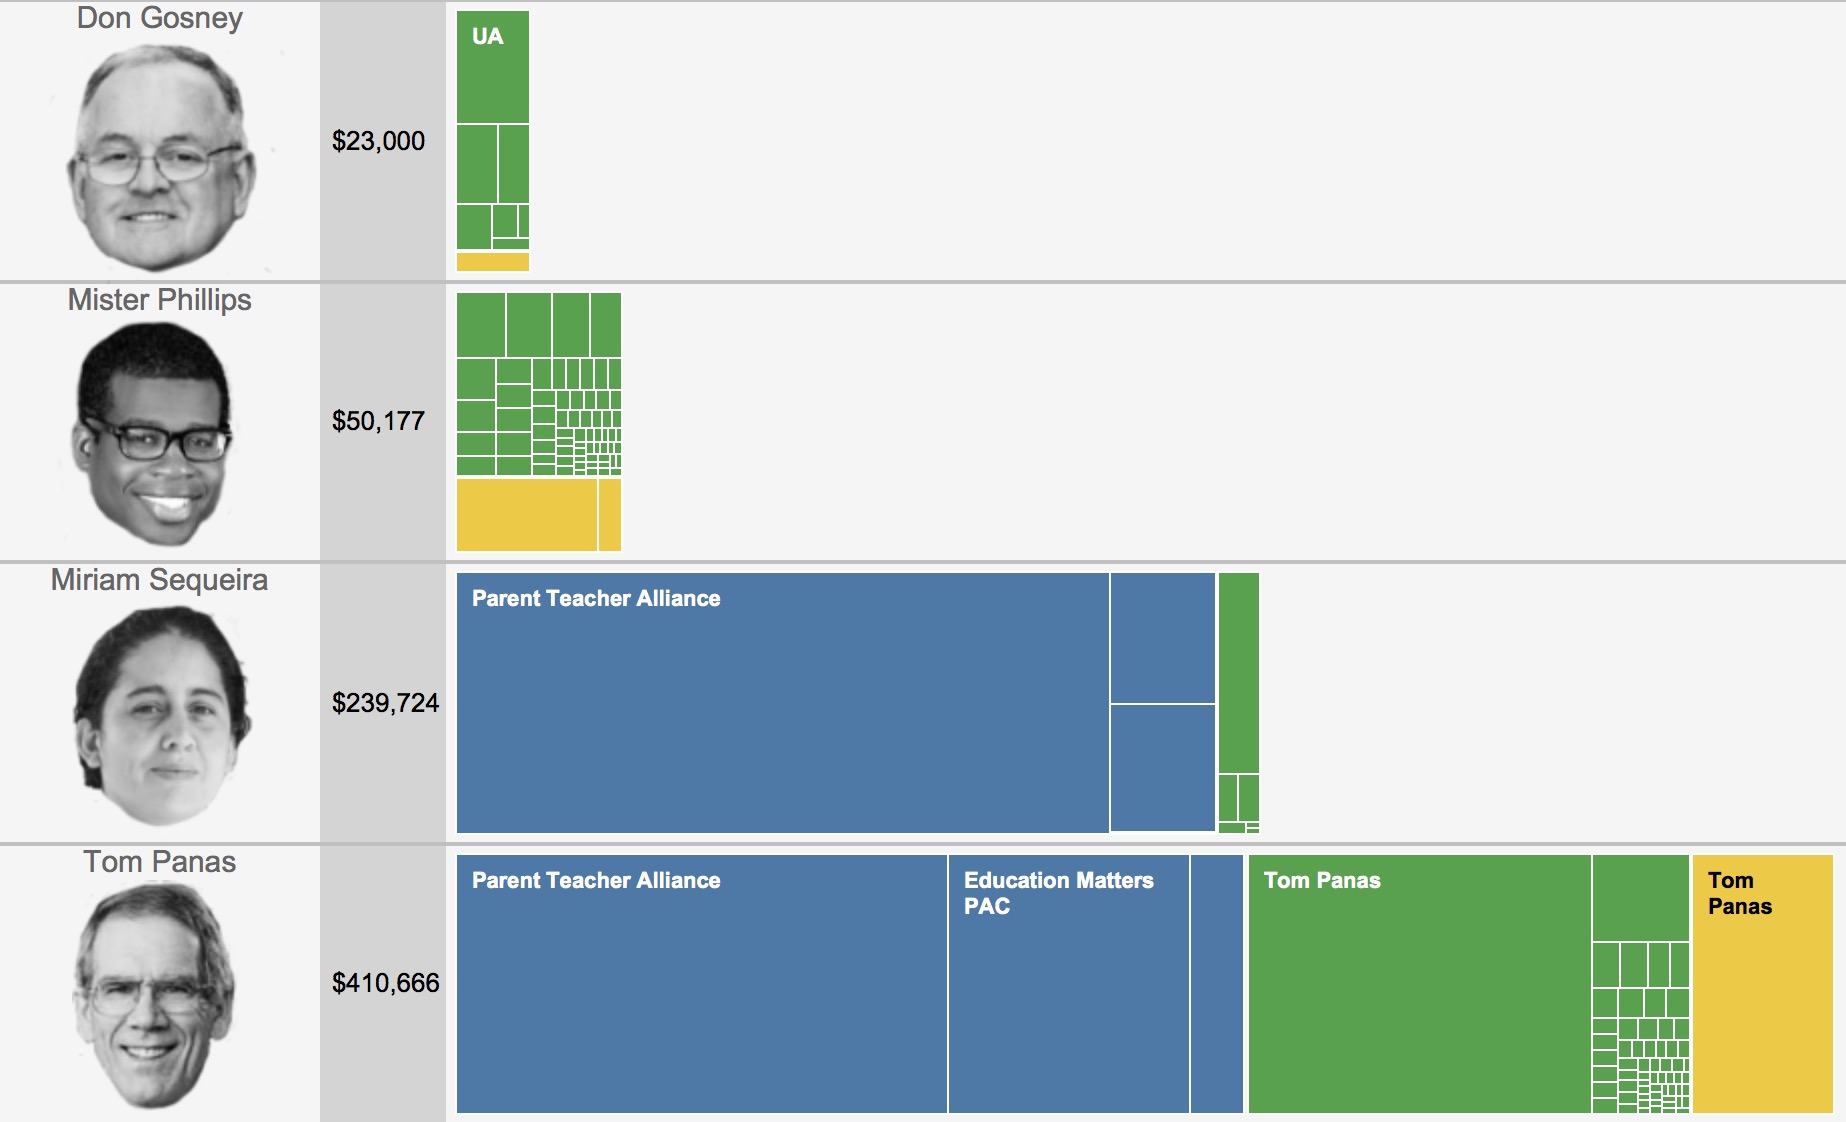 Don Gosney
UA
$23,000
Mister Phillips
$50,177
Miriam Sequeira
Parent Teacher Alliance
$239,724
Tom Panas
Parent Teacher Alliance
Education Matters
PAC
Tom Panas
Tom
Panas
$410,666